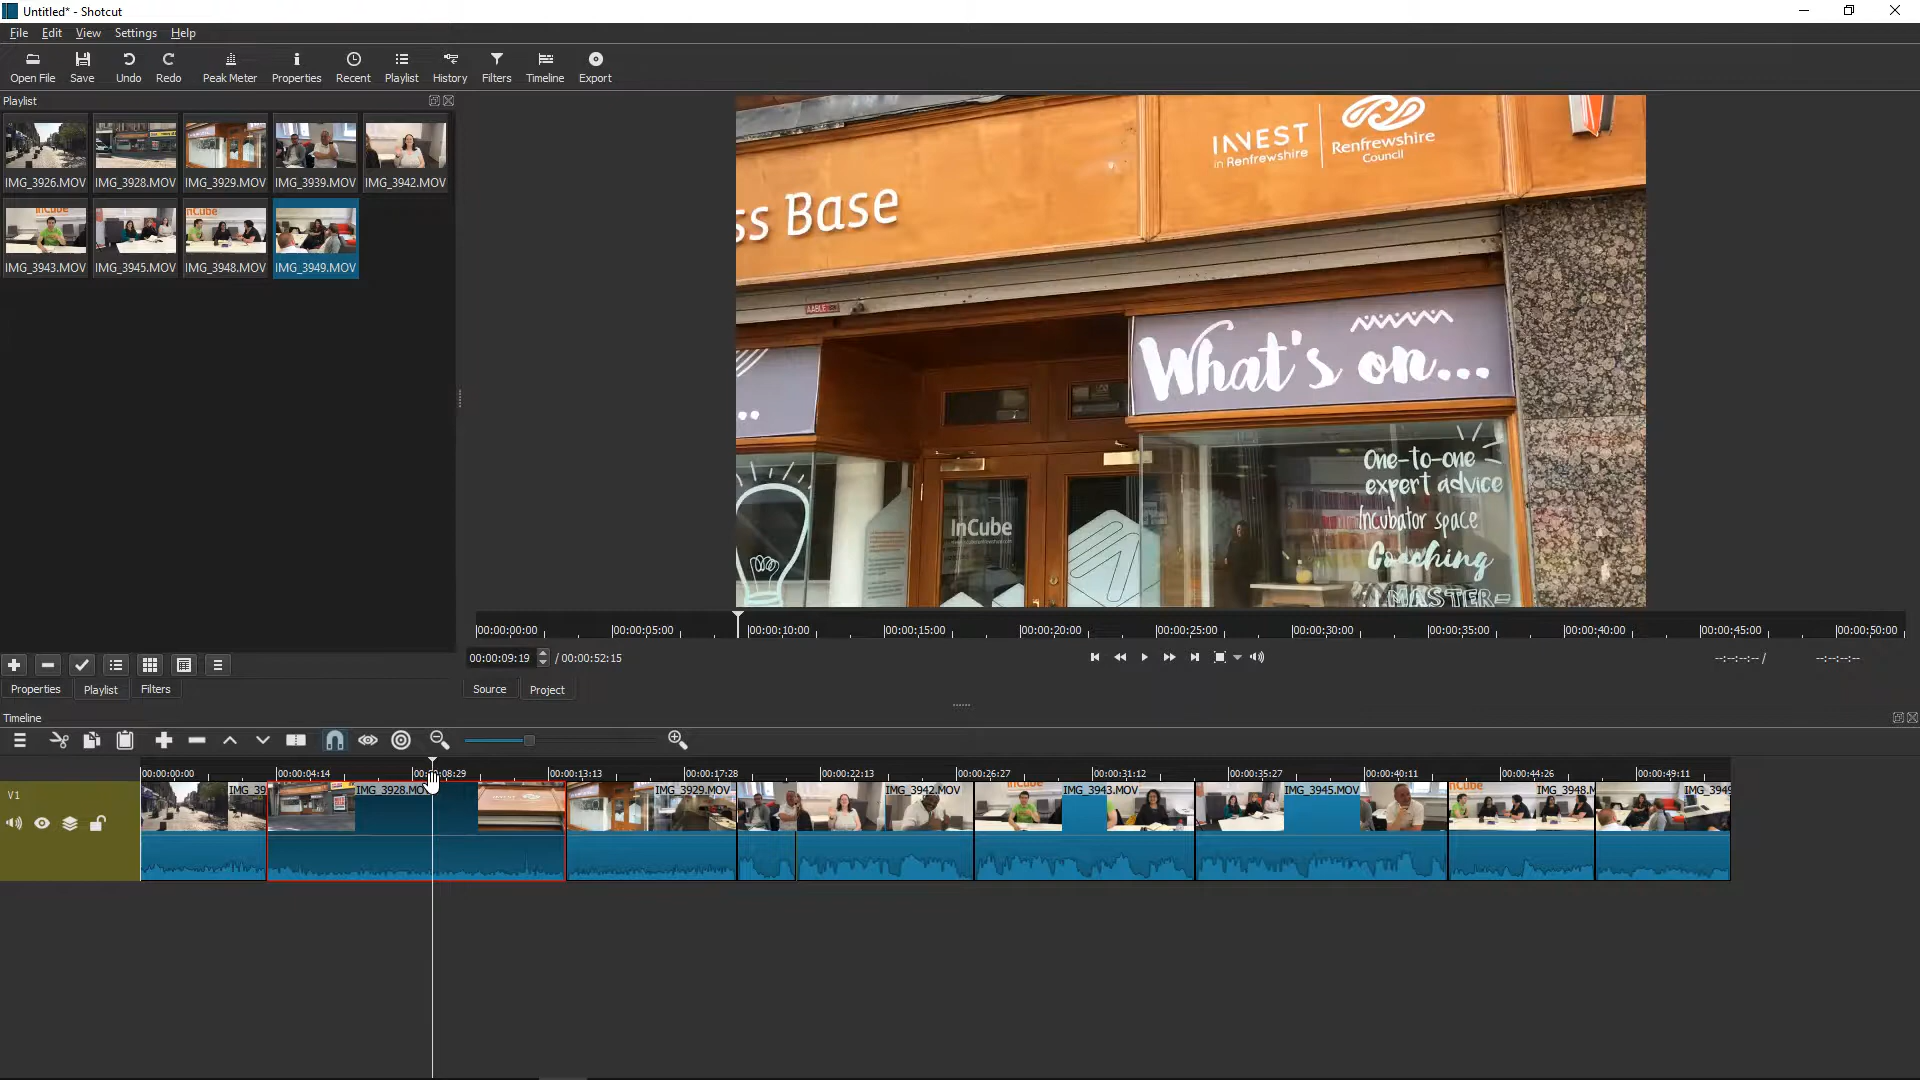 Untitled* - Shotcut
File Edit View Settings Help
Open File Save Undo Redo Peak Meter Properties Recent Playlist History Filters Timeline Export
Playlist
IMG_3926.MOV IMG_3928.MOV IMG_3929.MOV IMG_3939.MOV IMG_3942.MOV
InCube
IMG_3943.MOV IMG_3945.MOV IMG_3948.MOV IMG_3949.MOV
INVEST
in Renfrewshire
Renfrewshire
Council
ss Base
What's on...
One-to-one
expert advice
Incubator space
Coaching
MASTER-
InCube
00:00:00:00 00:00:05:00 00:00:10:00 00:00:15:00 00:00:20:00 00:00:25:00 00:00:30:00 00:00:35:00 00:00:40:00 00:00:45:00 00:00:50:00
00:00:09:19 / 00:00:52:15
--:--:--:-- / --:--:--:--
Properties Playlist Filters
Source Project
Timeline
00:00:00:00 00:00:04:14 00:00:08:29 00:00:13:13 00:00:17:28 00:00:22:13 00:00:26:27 00:00:31:12 00:00:35:27 00:00:40:11 00:00:44:26 00:00:49:11
V1
IMG_39 IMG_3928.MOV IMG_3929.MOV IMG_3942.MOV IMG_3943.MOV IMG_3945.MOV IMG_3948.M IMG_3949